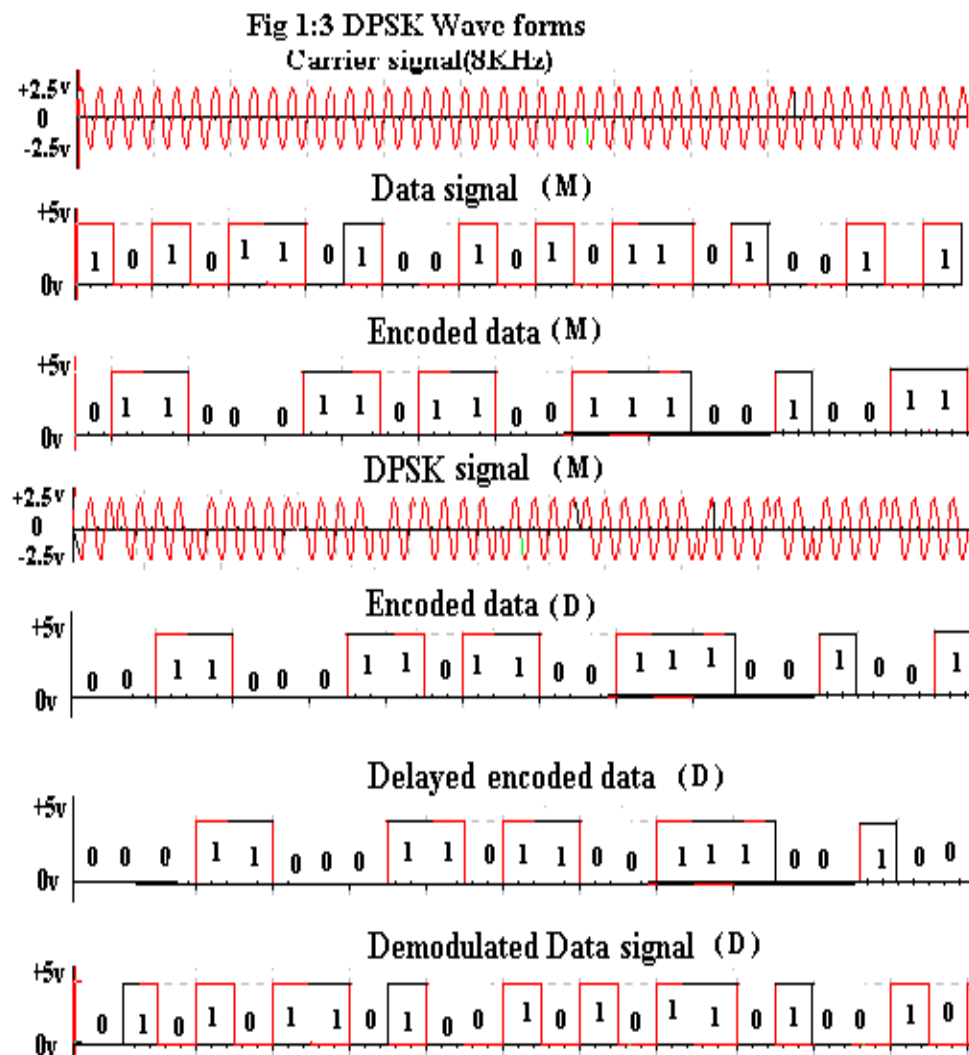 Fig 1:3 DPSK Wave forms
Carrier signal(8KHz)
+2.5v
0
-2.5v
Data signal (M)
+5v
1 0 1 0 1 1 0 1 0 0 1 0 1 0 1 1 0 1 0 0 1 1
0v
Encoded data (M)
+5v
0 1 1 0 0 0 1 1 0 1 1 0 0 1 1 1 0 0 1 0 0 1 1
0v
DPSK signal (M)
+2.5v
0
-2.5v
Encoded data (D)
+5v
0 0 1 1 0 0 0 1 1 0 1 1 0 0 1 1 1 0 0 1 0 0 1
0v
Delayed encoded data (D)
+5v
0 0 0 1 1 0 0 0 1 1 0 1 1 0 0 1 1 1 0 0 1 0 0
0v
Demodulated Data signal (D)
+5v
0 1 0 1 0 1 1 0 1 0 0 1 0 1 0 1 1 0 1 0 0 1 0
0v